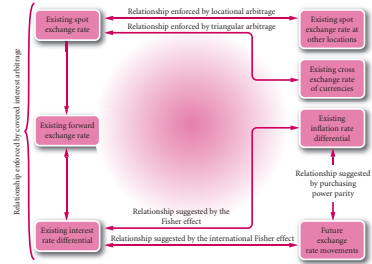 Relationship enforced by covered interest arbitrage
Existing spot
exchange rate
Relationship enforced by locational arbitrage
Relationship enforced by triangular arbitrage
Existing spot
exchange rate at
other locations
Existing cross
exchange rate
of currencies
Existing forward
exchange rate
Existing
inflation rate
differential
Relationship suggested
by purchasing
power parity
Relationship suggested by the
Fisher effect
Existing interest
rate differential
Relationship suggested by the international Fisher effect
Future
exchange
rate movements